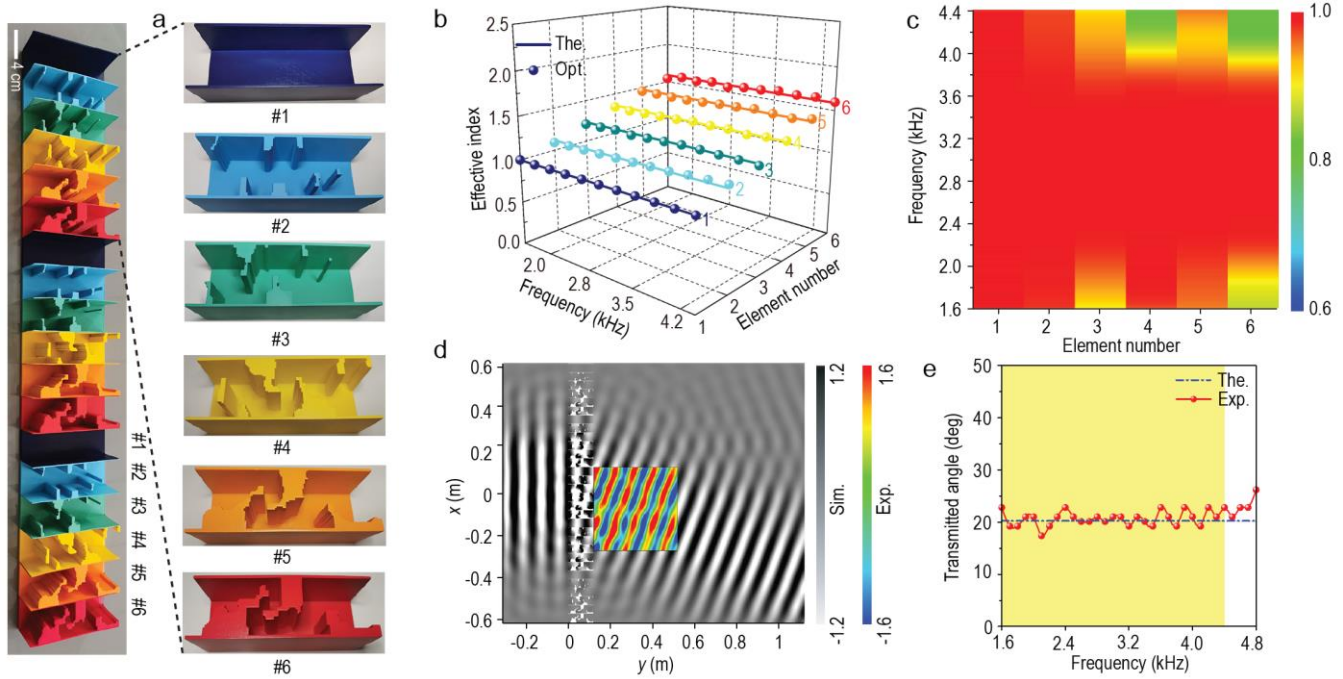 a
4 cm
#1
#2
#3
#4
#5
#6
#1
#2
#3
#4
#5
#6
b
2.5
2.0
1.5
1.0
0.5
0.0
Effective index
The
Opt
6
5
4
3
2
1
2.0
2.8
3.5
4.2
Frequency (kHz)
1
2
3
4
5
6
Element number
c
4.4
4.0
3.6
3.2
2.8
2.4
2.0
1.6
Frequency (kHz)
1 2 3 4 5 6
Element number
1.0
0.8
0.6
d
0.6
0.4
0.2
0
-0.2
-0.4
-0.6
x (m)
-0.2 0 0.2 0.4 0.6 0.8 1
y (m)
1.2
Sim.
-1.2
1.6
Exp.
-1.6
e
50
40
30
20
10
0
Transmitted angle (deg)
The.
Exp.
1.6 2.4 3.2 4.0 4.8
Frequency (kHz)